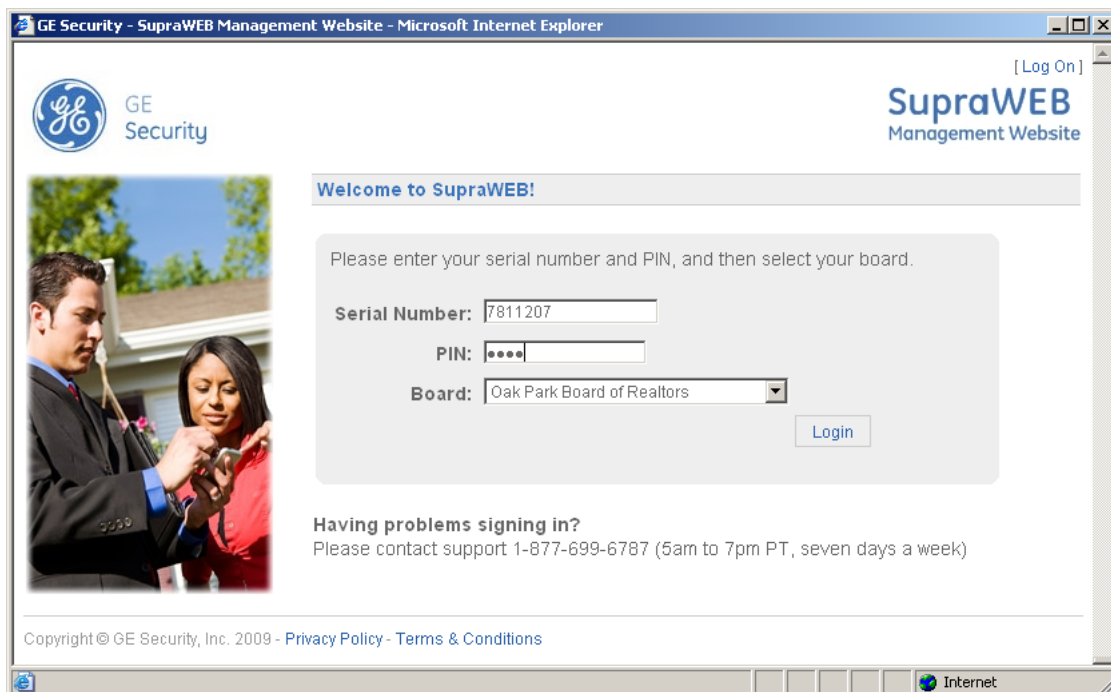 GE Security - SupraWEB Management Website - Microsoft Internet Explorer
[ Log On ]
GE
Security
SupraWEB
Management Website
Welcome to SupraWEB!
Please enter your serial number and PIN, and then select your board.
Serial Number: 7811207
PIN: ••••
Board: Oak Park Board of Realtors
Login
Having problems signing in?
Please contact support 1-877-699-6787 (5am to 7pm PT, seven days a week)
Copyright © GE Security, Inc. 2009 - Privacy Policy - Terms & Conditions
Internet